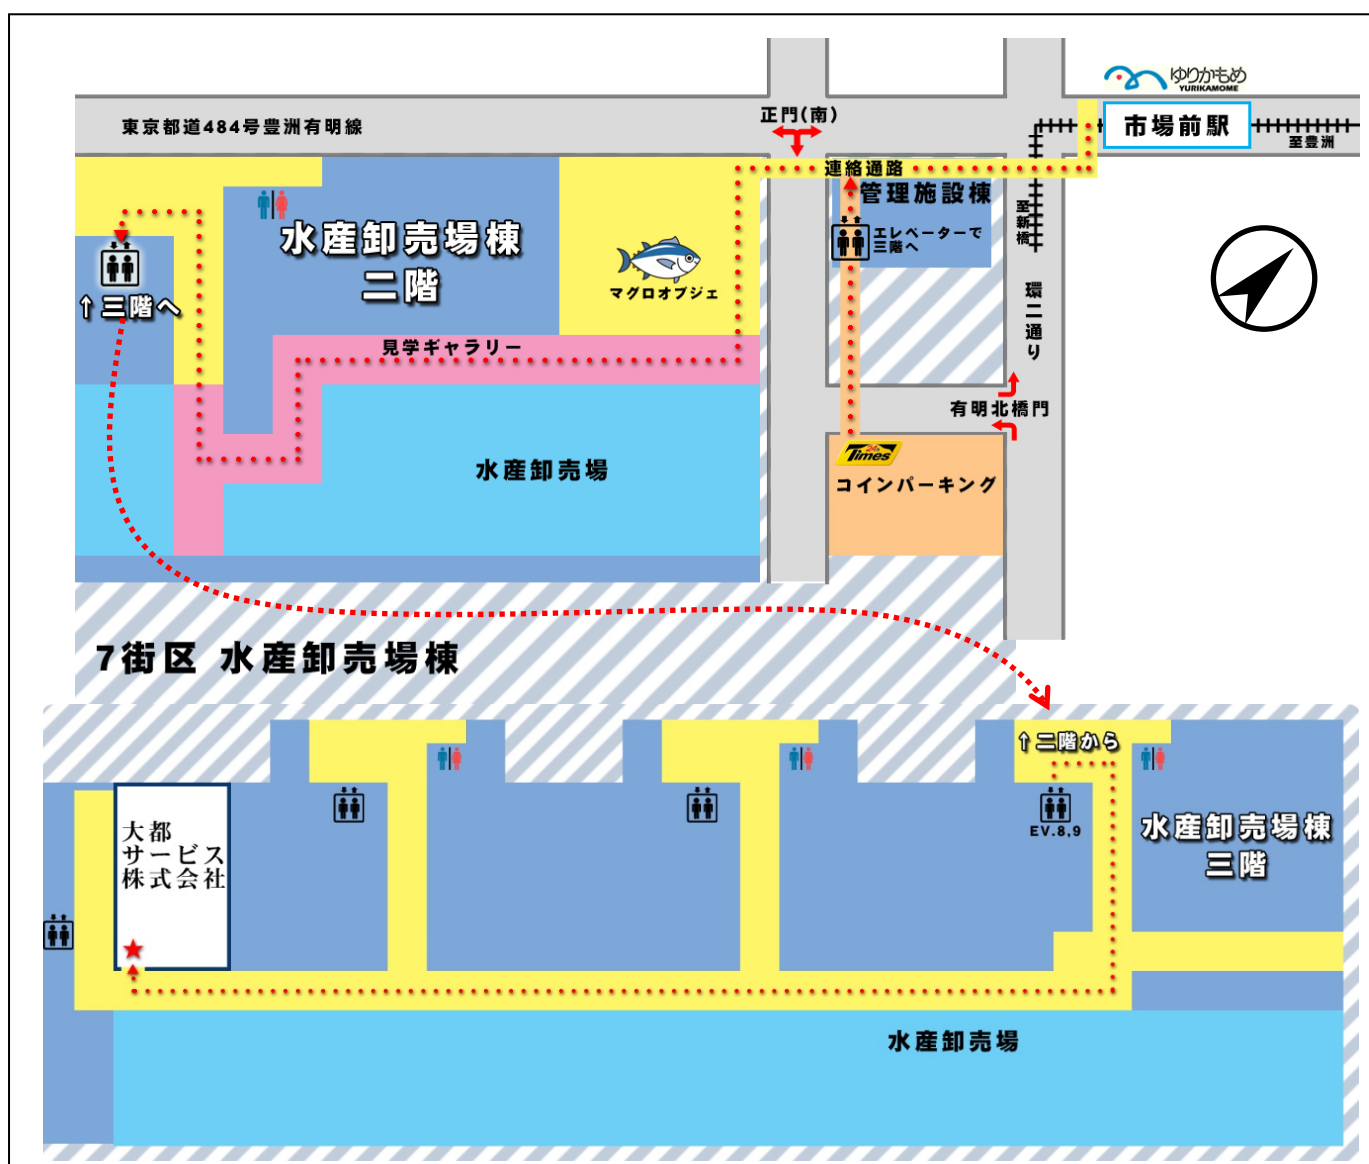 ゆりかもめ
YURIKAMOME
正門(南)
市場前駅
東京都道484号豊洲有明線
至豊洲
連絡通路
管理施設棟
エレベーターで
三階へ
至新橋
水産卸売場棟
二階
マグロオブジェ
↑三階へ
環二通り
見学ギャラリー
有明北橋門
24h
Times
水産卸売場
コインパーキング
7街区 水産卸売場棟
↑二階から
大都
サービス
株式会社
EV.8,9
水産卸売場棟
三階
水産卸売場